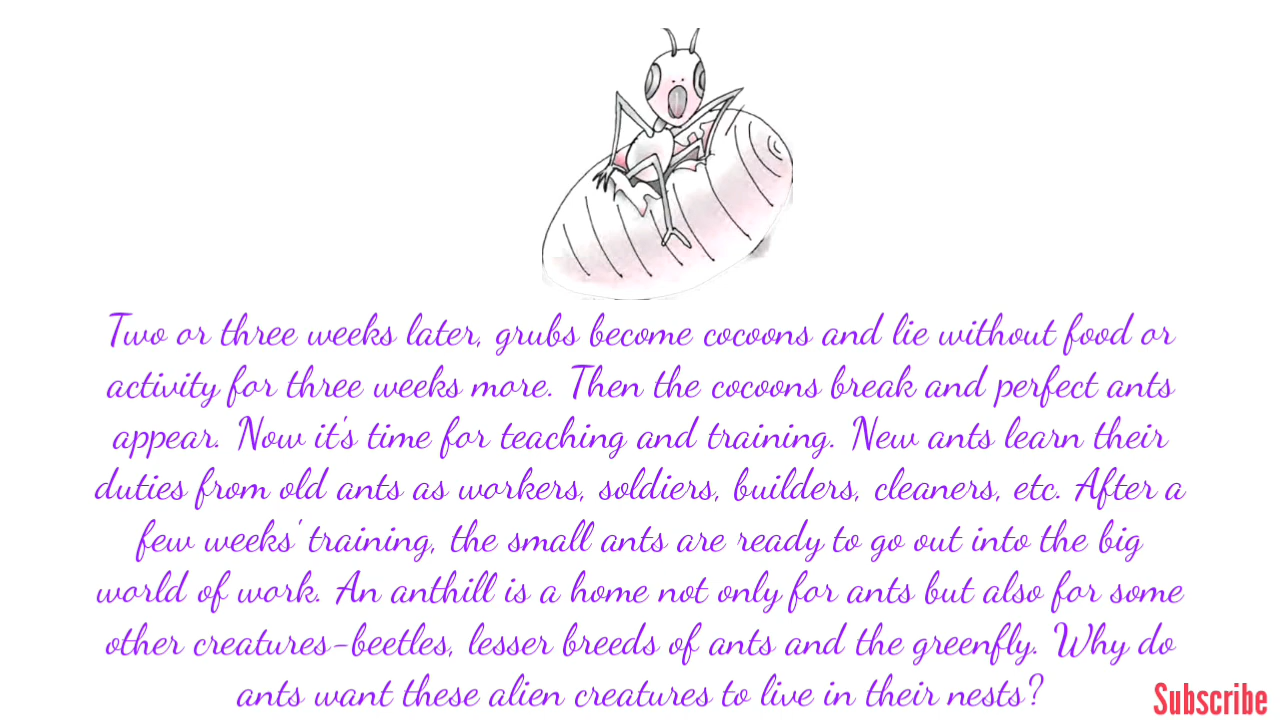 Two or three weeks later, grubs become cocoons and lie without food or
activity for three weeks more. Then the cocoons break and perfect ants
appear. Now it's time for teaching and training. New ants learn their
duties from old ants as workers, soldiers, builders, cleaners, etc. After a
few weeks' training, the small ants are ready to go out into the big
world of work. An anthill is a home not only for ants but also for some
other creatures-beetles, lesser breeds of ants and the greenfly. Why do
ants want these alien creatures to live in their nests?
Subscribe